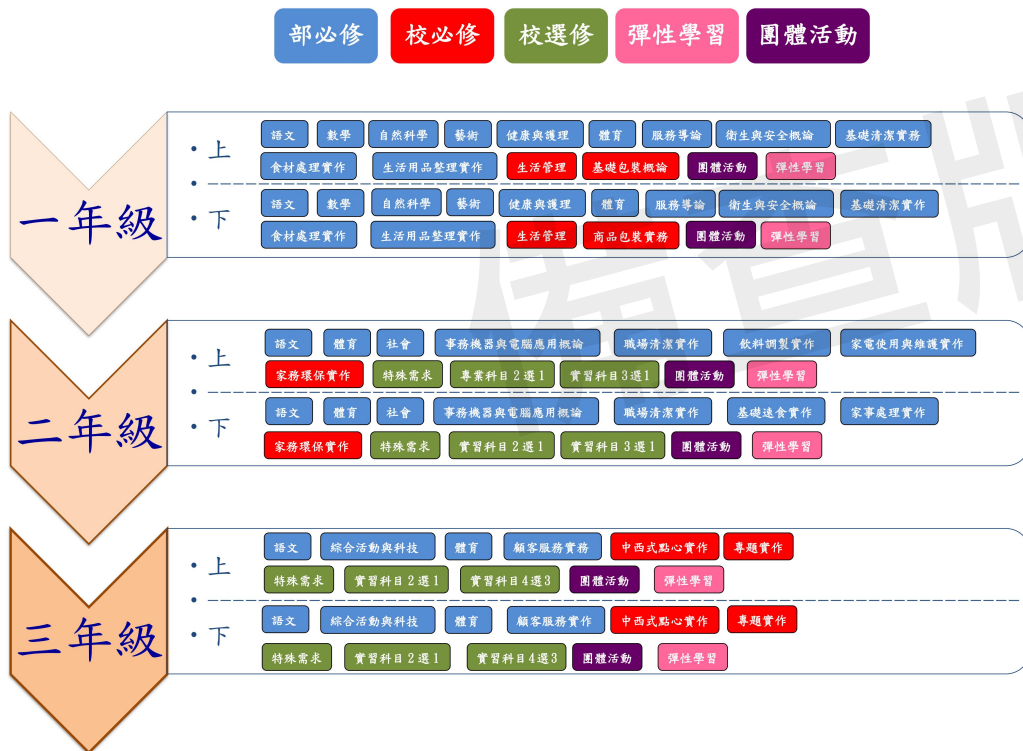 部必修 校必修 校選修 彈性學習 團體活動
一年級
•上
語文 數學 自然科學 藝術 健康與護理 體育 服務導論 衛生與安全概論 基礎清潔實務
食材處理實作 生活用品整理實作 生活管理 基礎包裝概論 團體活動 彈性學習
•下
語文 數學 自然科學 藝術 健康與護理 體育 服務導論 衛生與安全概論 基礎清潔實作
食材處理實作 生活用品整理實作 生活管理 商品包裝實務 團體活動 彈性學習
二年級
•上
語文 體育 社會 事務機器與電腦應用概論 職場清潔實作 飲料調製實作 家電使用與維護實作
家務環保實作 特殊需求 專業科目2選1 實習科目3選1 團體活動 彈性學習
•下
語文 體育 社會 事務機器與電腦應用概論 職場清潔實作 基礎速食實作 家事處理實作
家務環保實作 特殊需求 實習科目2選1 實習科目3選1 團體活動 彈性學習
三年級
•上
語文 綜合活動與科技 體育 顧客服務實務 中西式點心實作 專題實作
特殊需求 實習科目2選1 實習科目4選3 團體活動 彈性學習
•下
語文 綜合活動與科技 體育 顧客服務實作 中西式點心實作 專題實作
特殊需求 實習科目2選1 實習科目4選3 團體活動 彈性學習
備查版